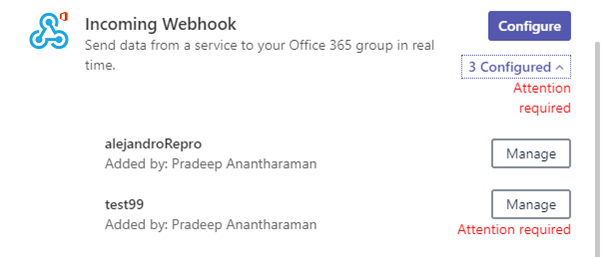 Incoming Webhook
Configure
Send data from a service to your Office 365 group in real
time.
3 Configured
Attention
required
alejandroRepro
Added by: Pradeep Anantharaman
Manage
test99
Added by: Pradeep Anantharaman
Manage
Attention required